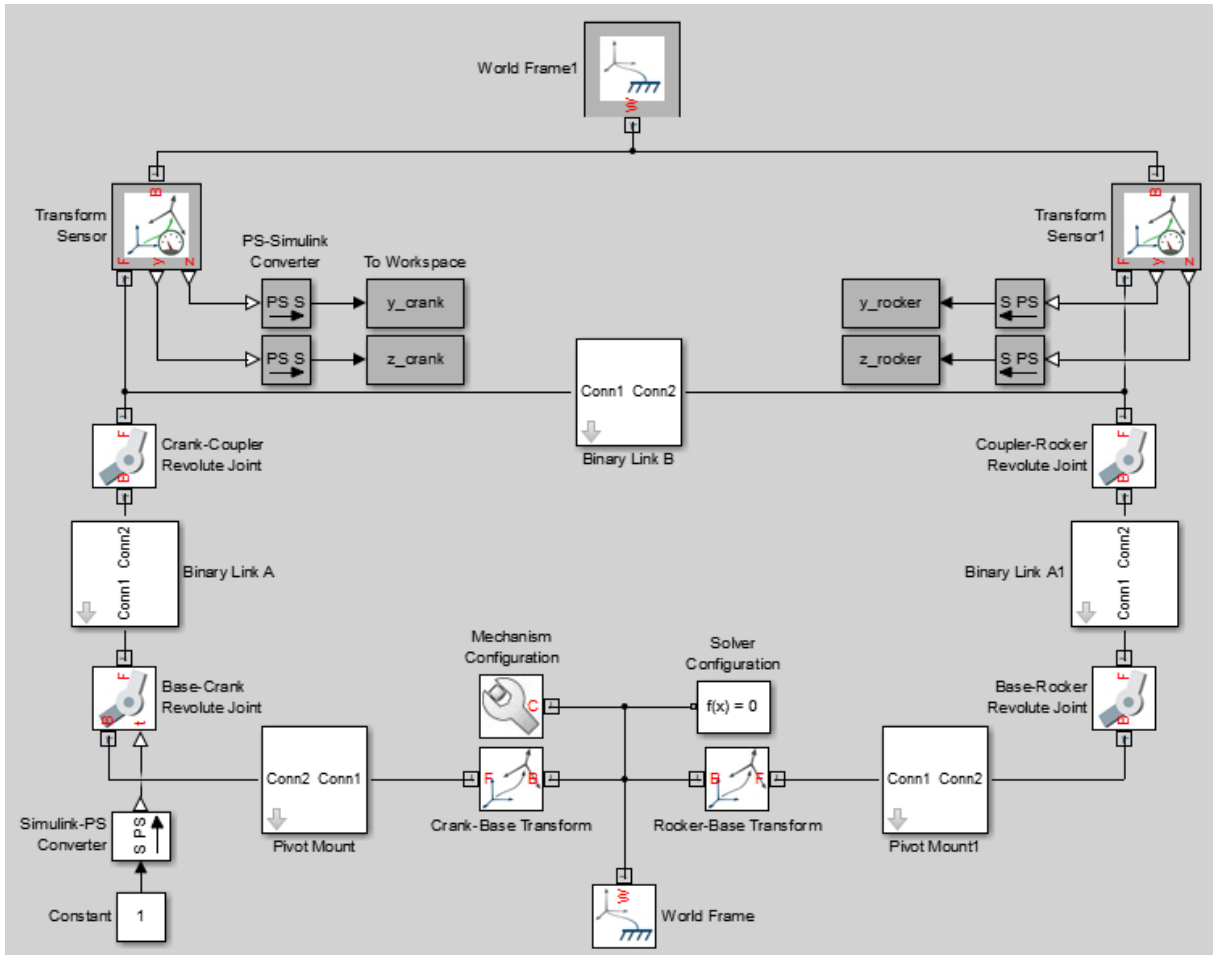 World Frame1
W
B
B
Transform
Sensor
Transform
Sensor1
F y z
F y z
PS-Simulink
Converter
To Workspace
PS S
y_crank
y_rocker
S PS
PS S
z_crank
z_rocker
S PS
Conn1 Conn2
Binary Link B
F
Crank-Coupler
Revolute Joint
B
Coupler-Rocker
Revolute Joint
F
B
Conn1 Conn2
Binary Link A
Binary Link A1
Conn1 Conn2
Mechanism
Configuration
C
Solver
Configuration
f(x) = 0
F
Base-Crank
Revolute Joint
B t
Base-Rocker
Revolute Joint
F
B
Conn2 Conn1
Pivot Mount
F B
Crank-Base Transform
B F
Rocker-Base Transform
Conn1 Conn2
Pivot Mount1
Simulink-PS
Converter
S PS
Constant
1
W
World Frame